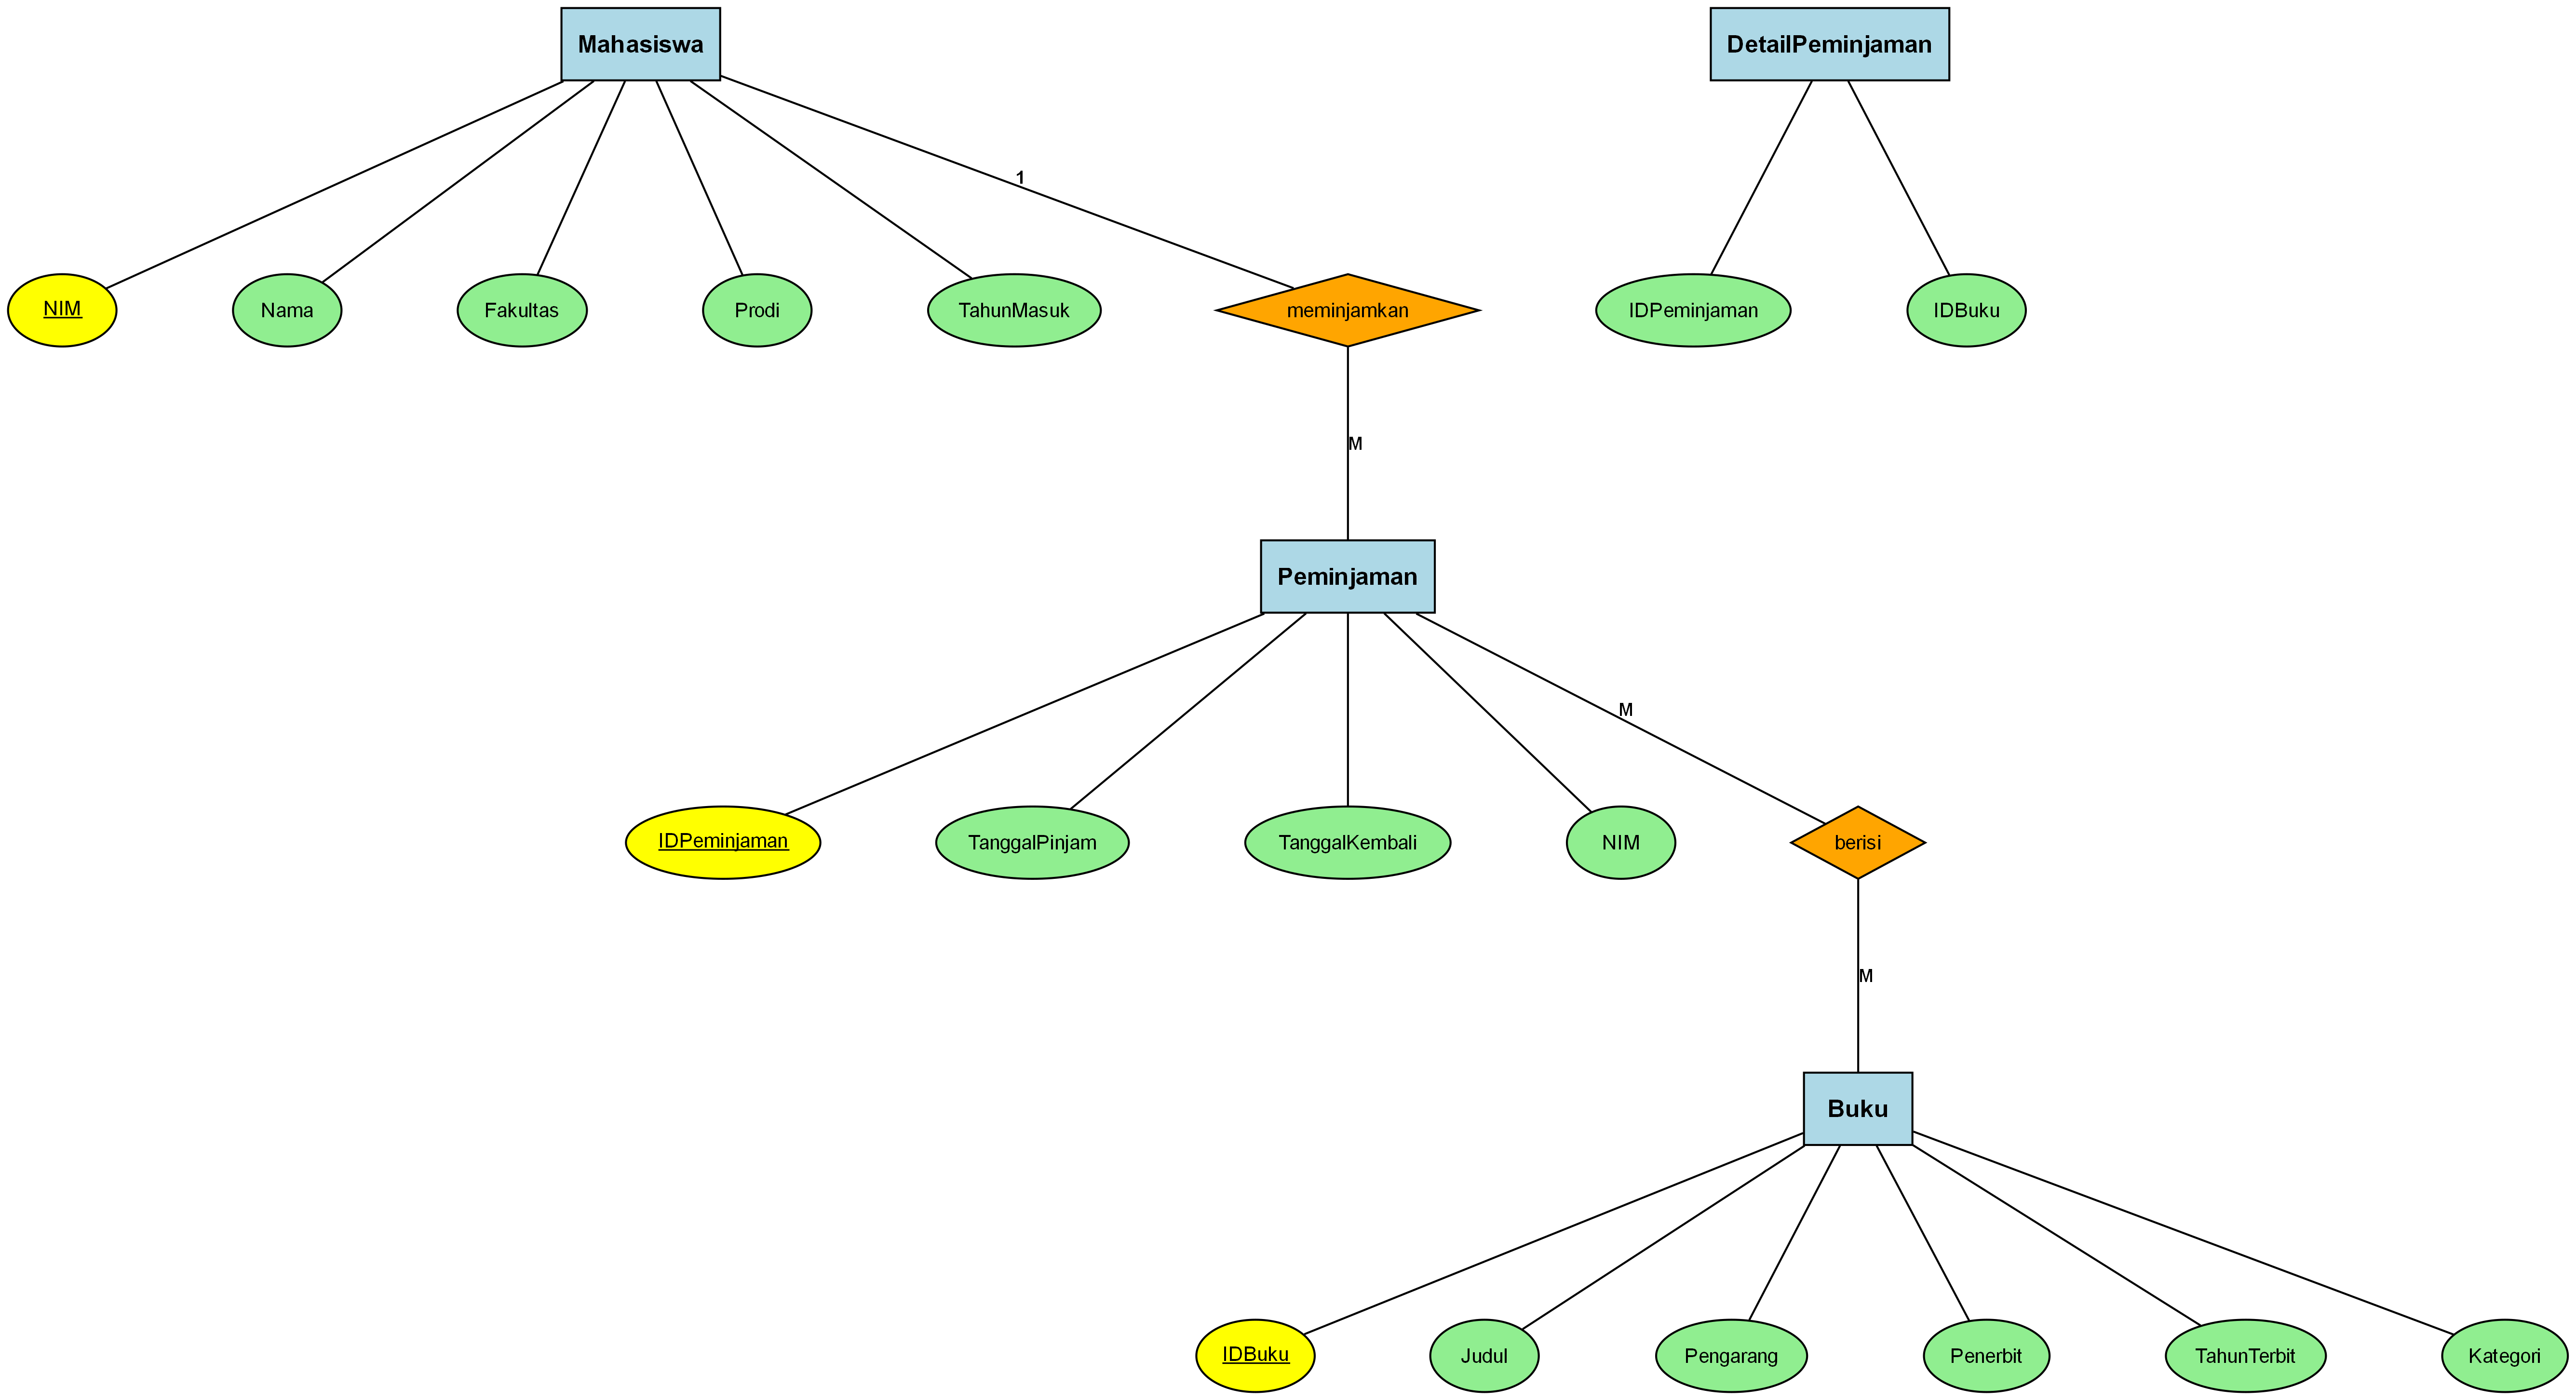 Mahasiswa
DetailPeminjaman
1
NIM
Nama
Fakultas
Prodi
TahunMasuk
meminjamkan
IDPeminjaman
IDBuku
M
Peminjaman
M
IDPeminjaman
TanggalPinjam
TanggalKembali
NIM
berisi
M
Buku
IDBuku
Judul
Pengarang
Penerbit
TahunTerbit
Kategori